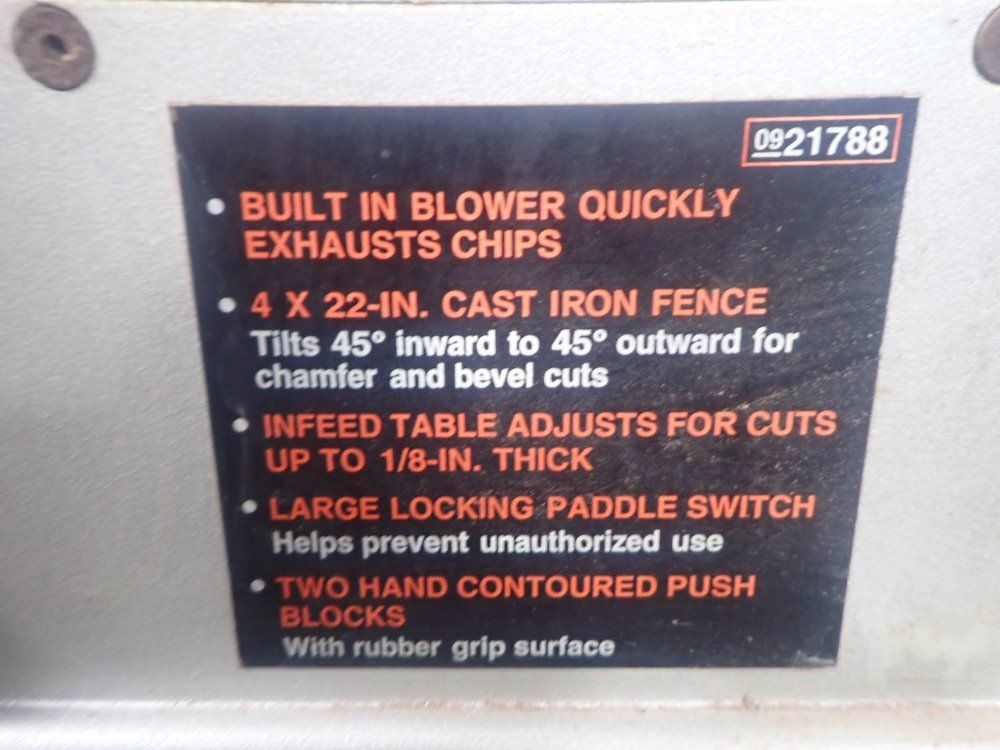 0921788
• BUILT IN BLOWER QUICKLY
EXHAUSTS CHIPS
• 4 X 22-IN. CAST IRON FENCE
Tilts 45° inward to 45° outward for
chamfer and bevel cuts
• INFEED TABLE ADJUSTS FOR CUTS
UP TO 1/8-IN. THICK
• LARGE LOCKING PADDLE SWITCH
Helps prevent unauthorized use
• TWO HAND CONTOURED PUSH
BLOCKS
With rubber grip surface